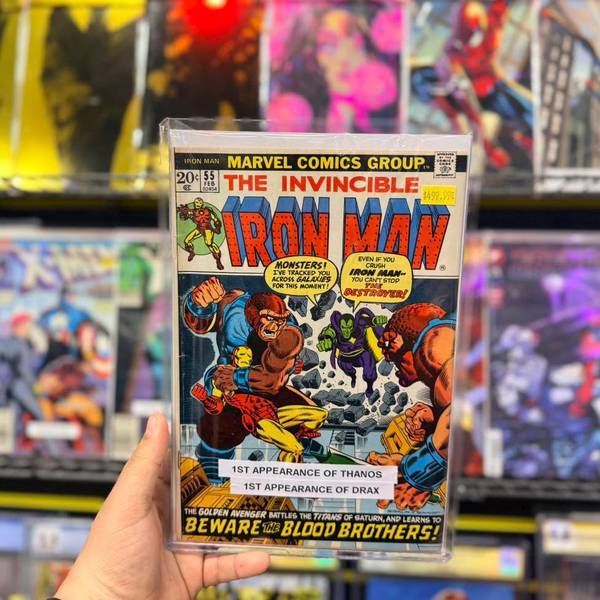 IRON MAN
MARVEL COMICS GROUP
20¢
55
FEB
02454
THE INVINCIBLE
$499.99
IRON MAN
MONSTERS!
I'VE TRACKED YOU
ACROSS GALAXIES
FOR THIS MOMENT!
EVEN IF YOU
CRUSH
IRON MAN--
YOU CAN'T STOP
THE
DESTROYER!
1ST APPEARANCE OF THANOS
1ST APPEARANCE OF DRAX
THE GOLDEN AVENGER BATTLES THE TITANS OF SATURN, AND LEARNS TO
BEWARE THE BLOOD BROTHERS!